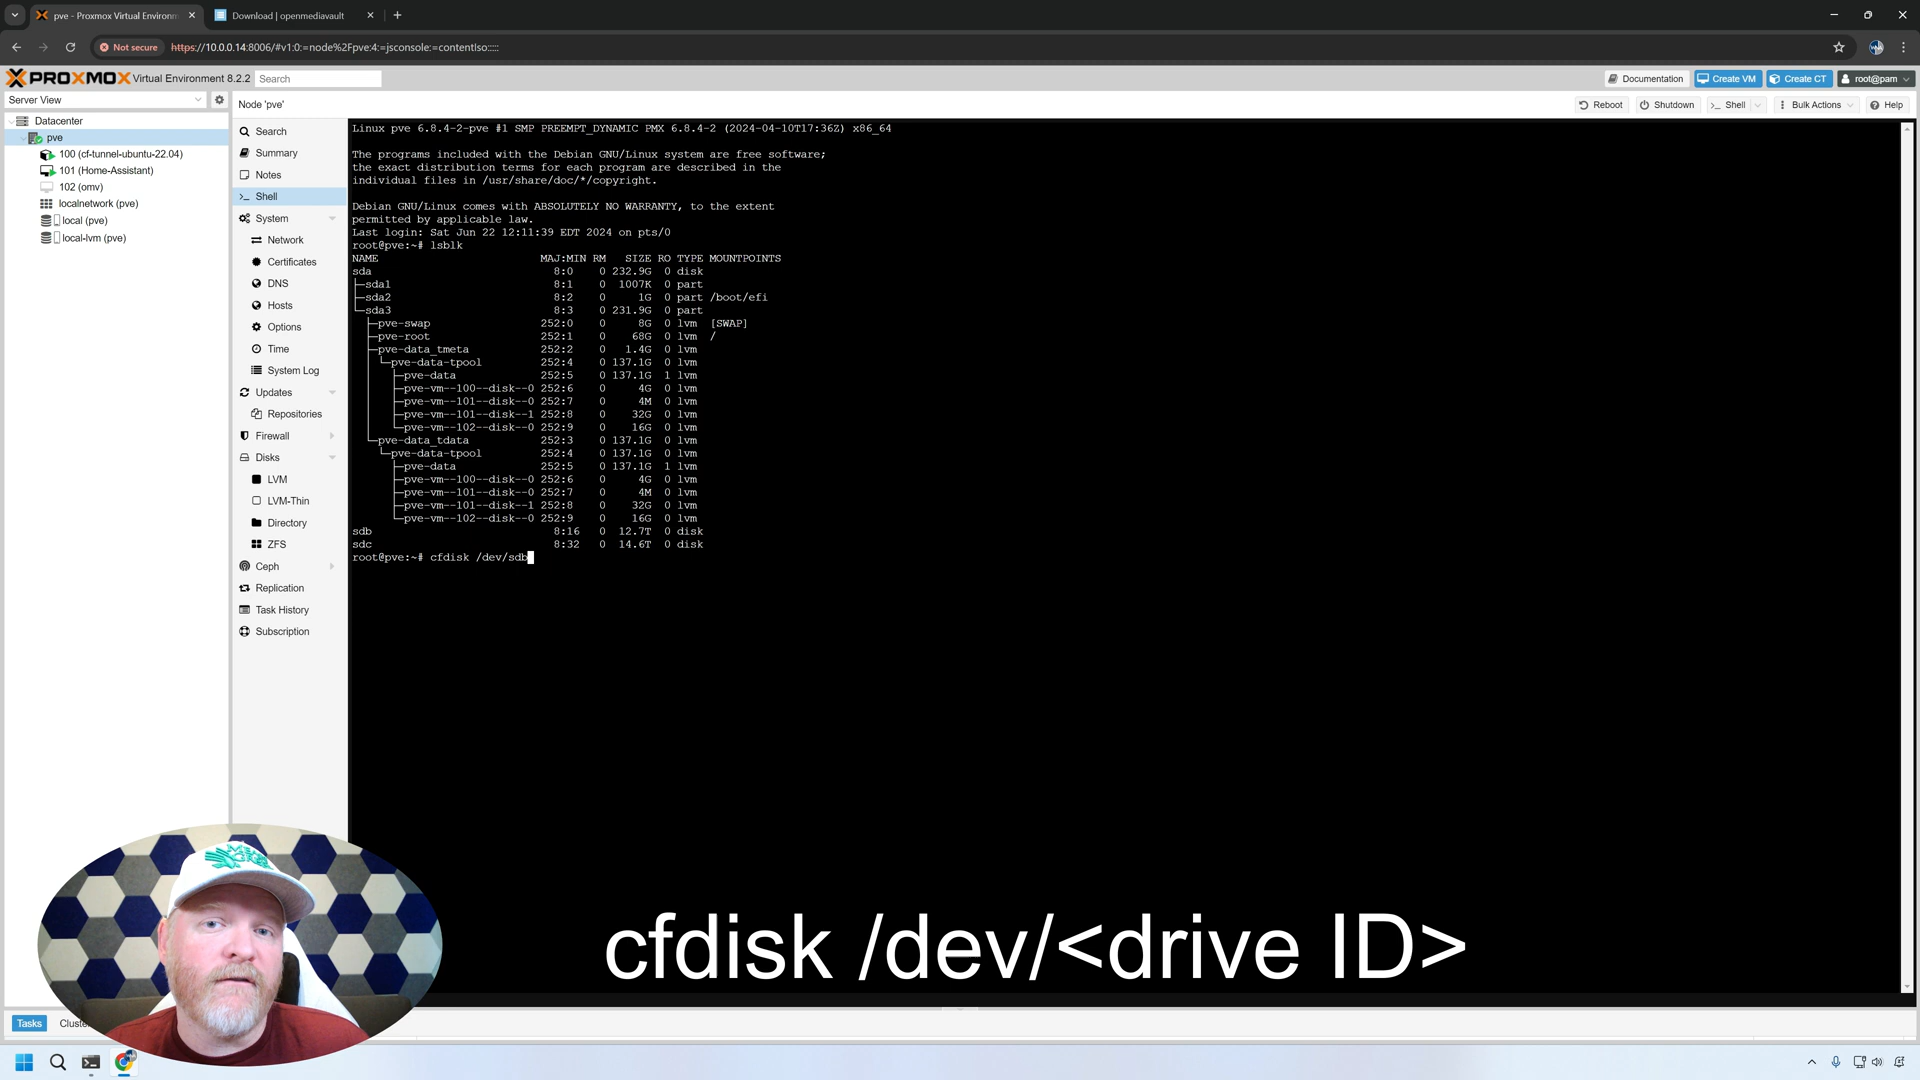 pve - Proxmox Virtual Environm
Download | openmediavault
Not secure
https://10.0.0.14:8006/#v1:0:=node%2Fpve:4:=jsconsole:=contentIso:::::
PROXMOX Virtual Environment 8.2.2
Search
Documentation
Create VM
Create CT
root@pam
Server View
Node 'pve'
Reboot
Shutdown
Shell
Bulk Actions
Help
Datacenter
pve
100 (cf-tunnel-ubuntu-22.04)
101 (Home-Assistant)
102 (omv)
localnetwork (pve)
local (pve)
local-lvm (pve)
Search
Summary
Notes
Shell
System
Network
Certificates
DNS
Hosts
Options
Time
System Log
Updates
Repositories
Firewall
Disks
LVM
LVM-Thin
Directory
ZFS
Ceph
Replication
Task History
Subscription
Linux pve 6.8.4-2-pve #1 SMP PREEMPT_DYNAMIC PMX 6.8.4-2 (2024-04-10T17:36Z) x86_64
The programs included with the Debian GNU/Linux system are free software;
the exact distribution terms for each program are described in the
individual files in /usr/share/doc/*/copyright.
Debian GNU/Linux comes with ABSOLUTELY NO WARRANTY, to the extent
permitted by applicable law.
Last login: Sat Jun 22 12:11:39 EDT 2024 on pts/0
root@pve:~# lsblk
NAME MAJ:MIN RM SIZE RO TYPE MOUNTPOINTS
sda 8:0 0 232.9G 0 disk
├─sda1 8:1 0 1007K 0 part
├─sda2 8:2 0 1G 0 part /boot/efi
└─sda3 8:3 0 231.9G 0 part
├─pve-swap 252:0 0 8G 0 lvm [SWAP]
├─pve-root 252:1 0 68G 0 lvm /
├─pve-data_tmeta 252:2 0 1.4G 0 lvm
│ └─pve-data-tpool 252:4 0 137.1G 0 lvm
│ ├─pve-data 252:5 0 137.1G 1 lvm
│ ├─pve-vm--100--disk--0 252:6 0 4G 0 lvm
│ ├─pve-vm--101--disk--0 252:7 0 4M 0 lvm
│ ├─pve-vm--101--disk--1 252:8 0 32G 0 lvm
│ └─pve-vm--102--disk--0 252:9 0 16G 0 lvm
└─pve-data_tdata 252:3 0 137.1G 0 lvm
└─pve-data-tpool 252:4 0 137.1G 0 lvm
├─pve-data 252:5 0 137.1G 1 lvm
├─pve-vm--100--disk--0 252:6 0 4G 0 lvm
├─pve-vm--101--disk--0 252:7 0 4M 0 lvm
├─pve-vm--101--disk--1 252:8 0 32G 0 lvm
└─pve-vm--102--disk--0 252:9 0 16G 0 lvm
sdb 8:16 0 12.7T 0 disk
sdc 8:32 0 14.6T 0 disk
root@pve:~# cfdisk /dev/sdb
cfdisk /dev/<drive ID>
Tasks